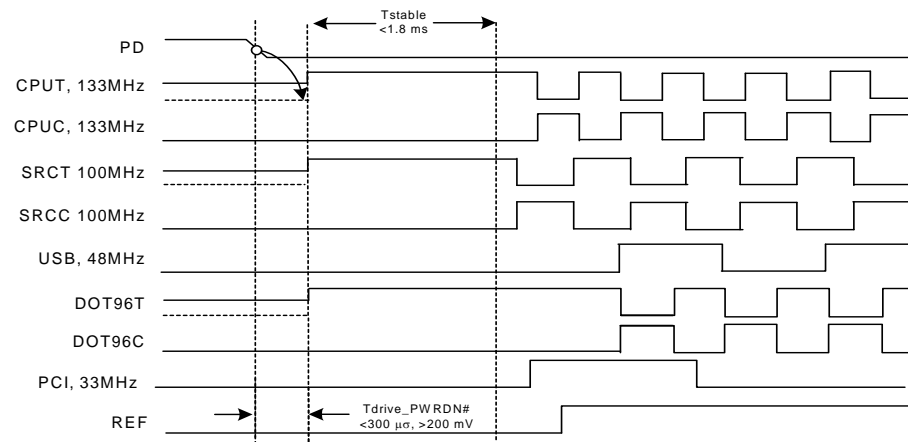 Tstable
<1.8 ms
PD
CPUT, 133MHz
CPUC, 133MHz
SRCT 100MHz
SRCC 100MHz
USB, 48MHz
DOT96T
DOT96C
PCI, 33MHz
Tdrive_PWRDN#
<300 μσ, >200 mV
REF